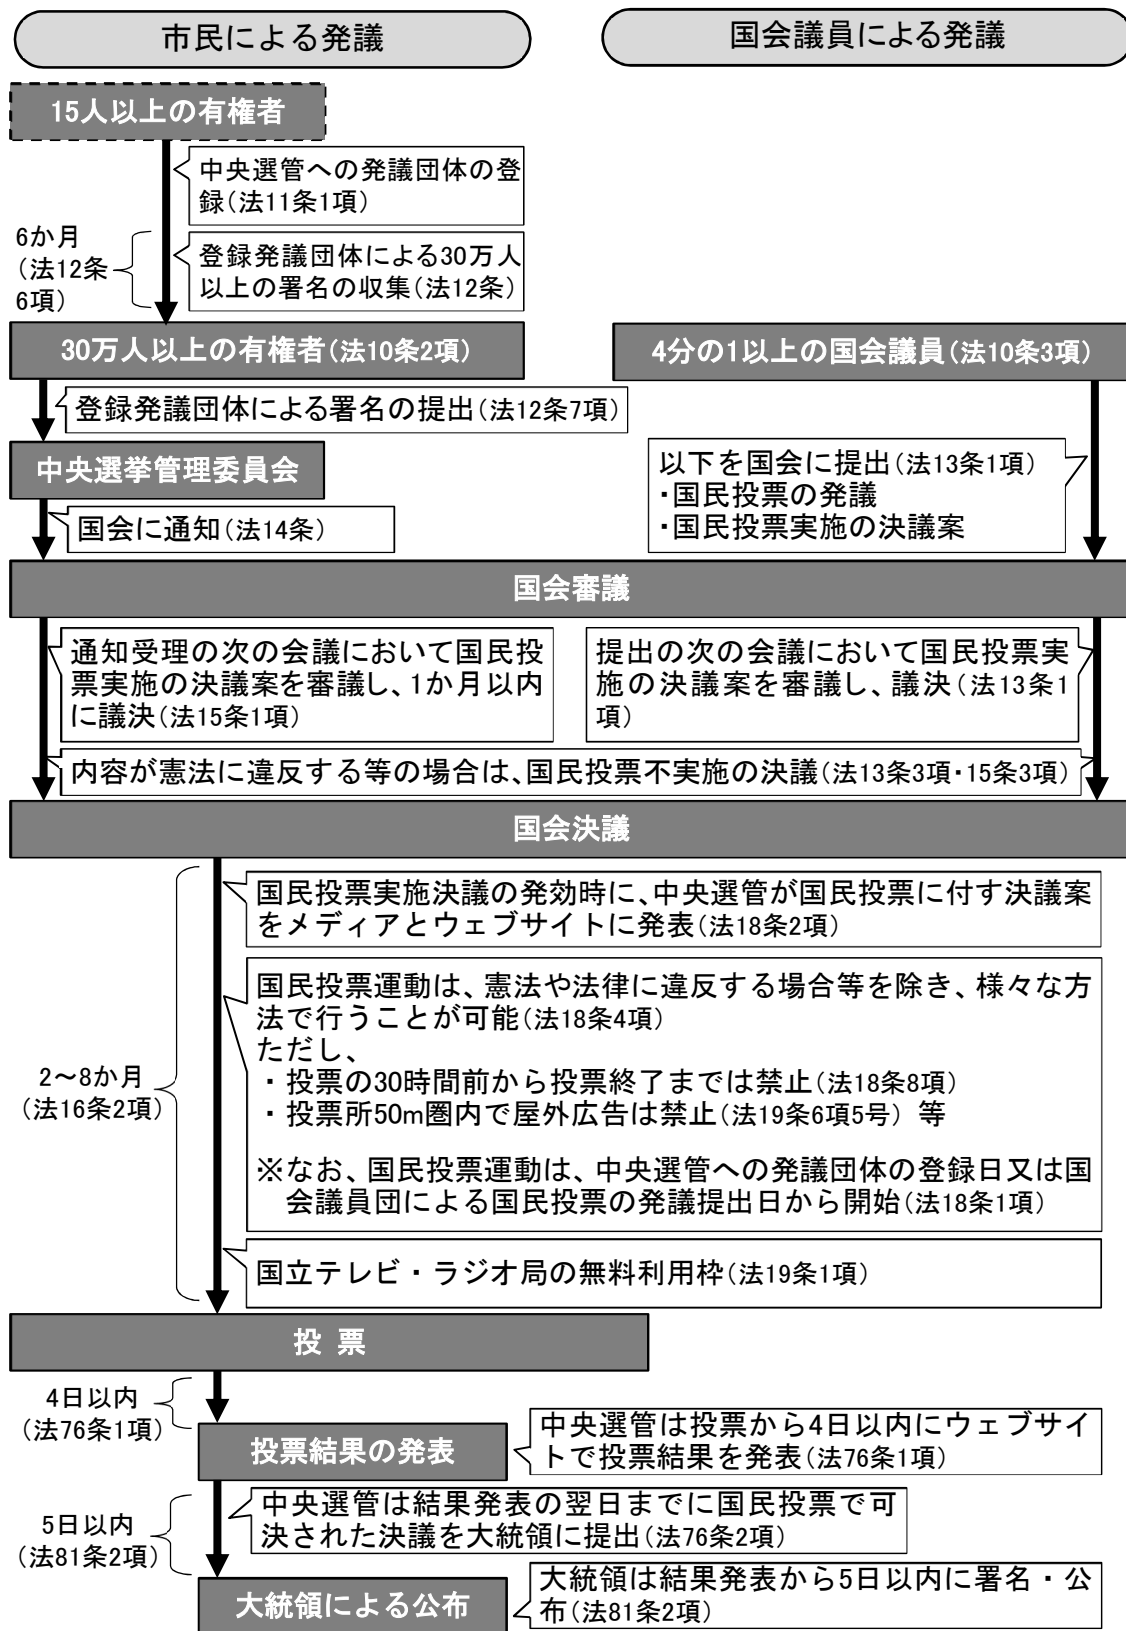 市民による発議
国会議員による発議
15人以上の有権者
中央選管への発議団体の登
録(法11条1項)
6か月
(法12条
6項)
登録発議団体による30万人
以上の署名の収集(法12条)
30万人以上の有権者(法10条2項)
4分の1以上の国会議員(法10条3項)
登録発議団体による署名の提出(法12条7項)
中央選挙管理委員会
以下を国会に提出(法13条1項)
・国民投票の発議
・国民投票実施の決議案
国会に通知(法14条)
国会審議
通知受理の次の会議において国民投
票実施の決議案を審議し、1か月以内
に議決(法15条1項)
提出の次の会議において国民投票実
施の決議案を審議し、議決(法13条1
項)
内容が憲法に違反する等の場合は、国民投票不実施の決議(法13条3項・15条3項)
国会決議
国民投票実施決議の発効時に、中央選管が国民投票に付す決議案
をメディアとウェブサイトに発表(法18条2項)
国民投票運動は、憲法や法律に違反する場合等を除き、様々な方
法で行うことが可能(法18条4項)
ただし、
・投票の30時間前から投票終了までは禁止(法18条8項)
・投票所50m圏内で屋外広告は禁止(法19条6項5号) 等
※なお、国民投票運動は、中央選管への発議団体の登録日又は国
会議員団による国民投票の発議提出日から開始(法18条1項)
2～8か月
(法16条2項)
国立テレビ・ラジオ局の無料利用枠(法19条1項)
投 票
4日以内
(法76条1項)
投票結果の発表
中央選管は投票から4日以内にウェブサイ
トで投票結果を発表(法76条1項)
5日以内
(法81条2項)
中央選管は結果発表の翌日までに国民投票で可
決された決議を大統領に提出(法76条2項)
大統領による公布
大統領は結果発表から5日以内に署名・公
布(法81条2項)